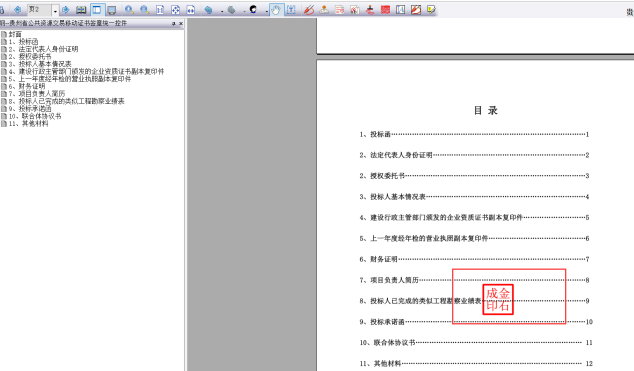 页2
贵州省公共资源交易移动证书签章统一控件
封面
1、投标函
2、法定代表人身份证明
2、授权委托书
3、投标人基本情况表
4、建设行政主管部门颁发的企业资质证书副本复印件
5、上一年度经年检的营业执照副本复印件
6、财务证明
7、项目负责人简历
8、投标人已完成的类似工程勘察业绩表
9、投标承诺函
10、联合体协议书
11、其他材料
目 录
1、投标函……1
2、法定代表人身份证明……2
2、授权委托书……3
3、投标人基本情况表……4
4、建设行政主管部门颁发的企业资质证书副本复印件……5
5、上一年度经年检的营业执照副本复印件……6
6、财务证明……7
7、项目负责人简历……8
8、投标人已完成的类似工程勘察业绩表……9
成金
印石
9、投标承诺函……10
10、联合体协议书……11
11、其他材料……12